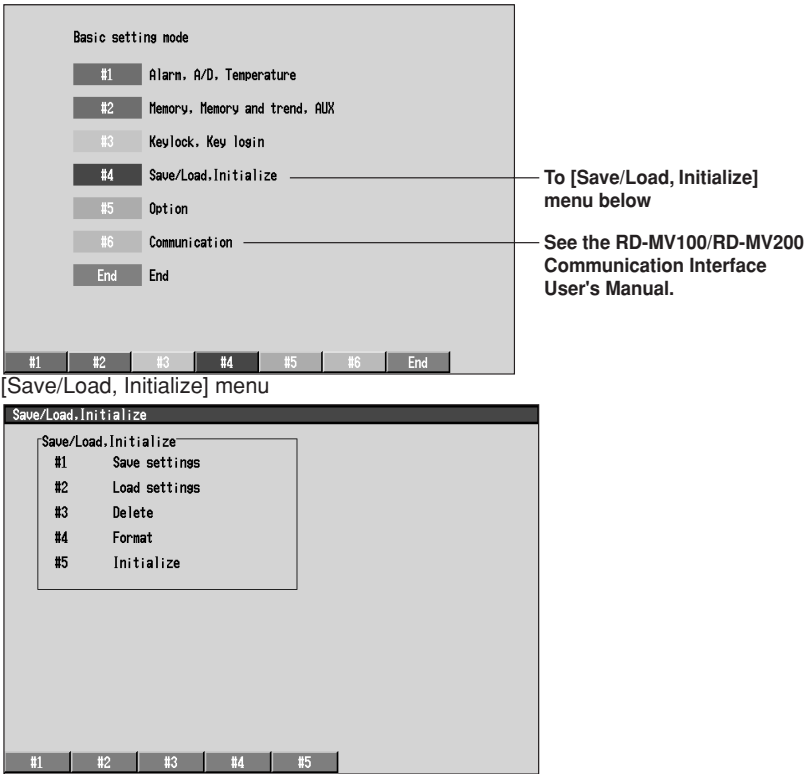 Basic setting mode
#1 Alarm, A/D, Temperature
#2 Memory, Memory and trend, AUX
#3 Keylock, Key login
#4 Save/Load,Initialize
To [Save/Load, Initialize]
menu below
#5 Option
#6 Communication
See the RD-MV100/RD-MV200
Communication Interface
User's Manual.
End End
#1 #2 #3 #4 #5 #6 End
[Save/Load, Initialize] menu
Save/Load,Initialize
Save/Load,Initialize
#1 Save settings
#2 Load settings
#3 Delete
#4 Format
#5 Initialize
#1 #2 #3 #4 #5